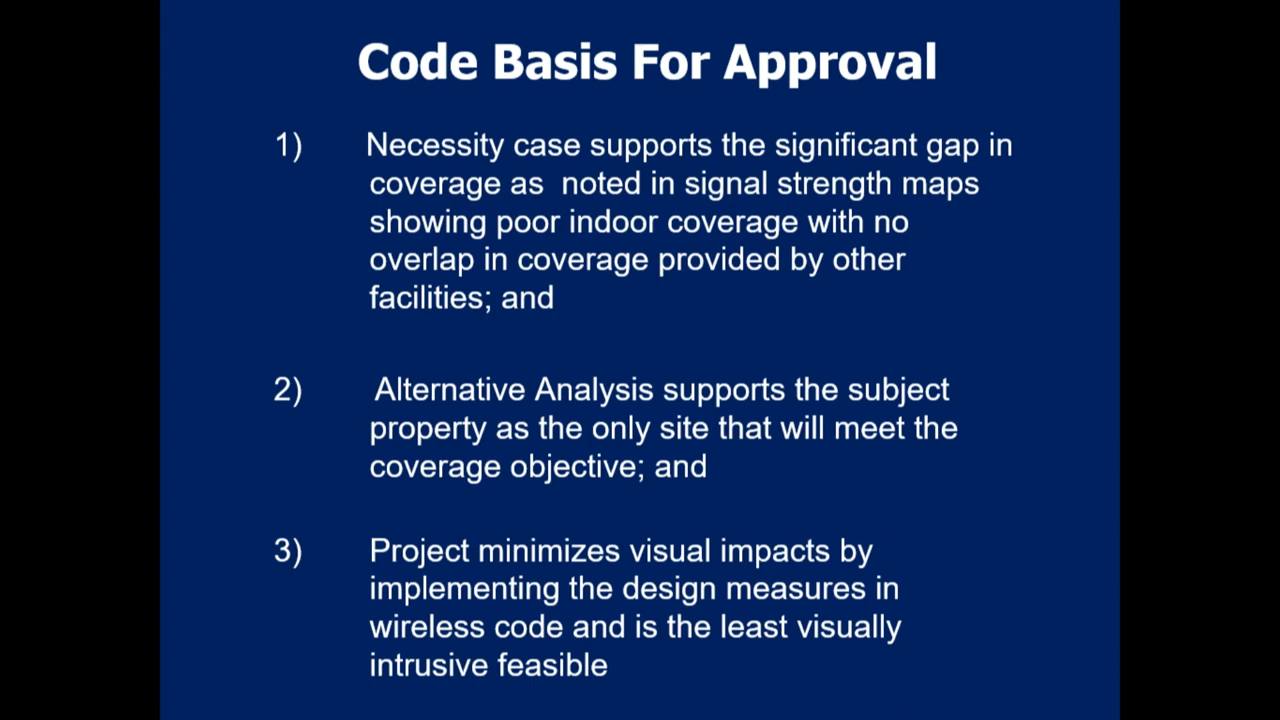 Code Basis For Approval
1) Necessity case supports the significant gap in
coverage as  noted in signal strength maps
showing poor indoor coverage with no
overlap in coverage provided by other
facilities; and
2) Alternative Analysis supports the subject
property as the only site that will meet the
coverage objective; and
3) Project minimizes visual impacts by
implementing the design measures in
wireless code and is the least visually
intrusive feasible